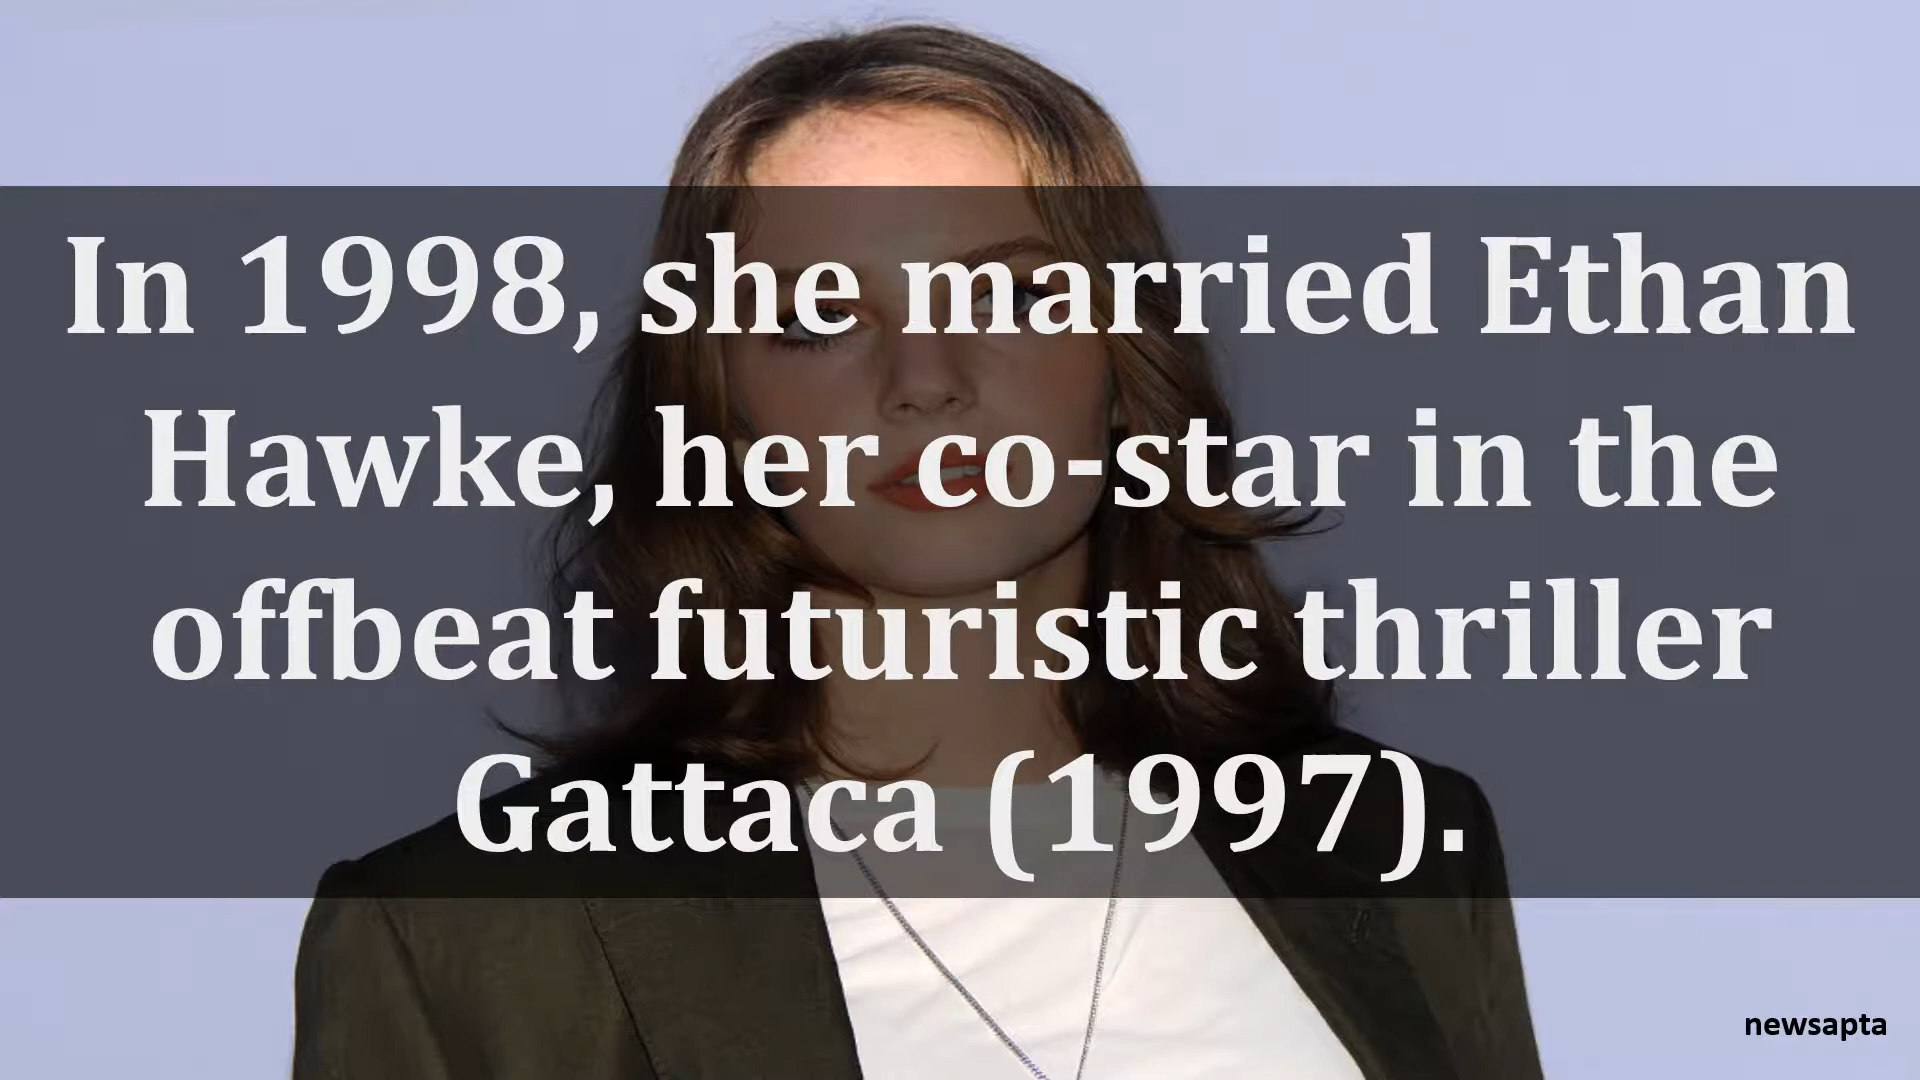 In 1998, she married Ethan
Hawke, her co-star in the
offbeat futuristic thriller
Gattaca (1997).
newsapta